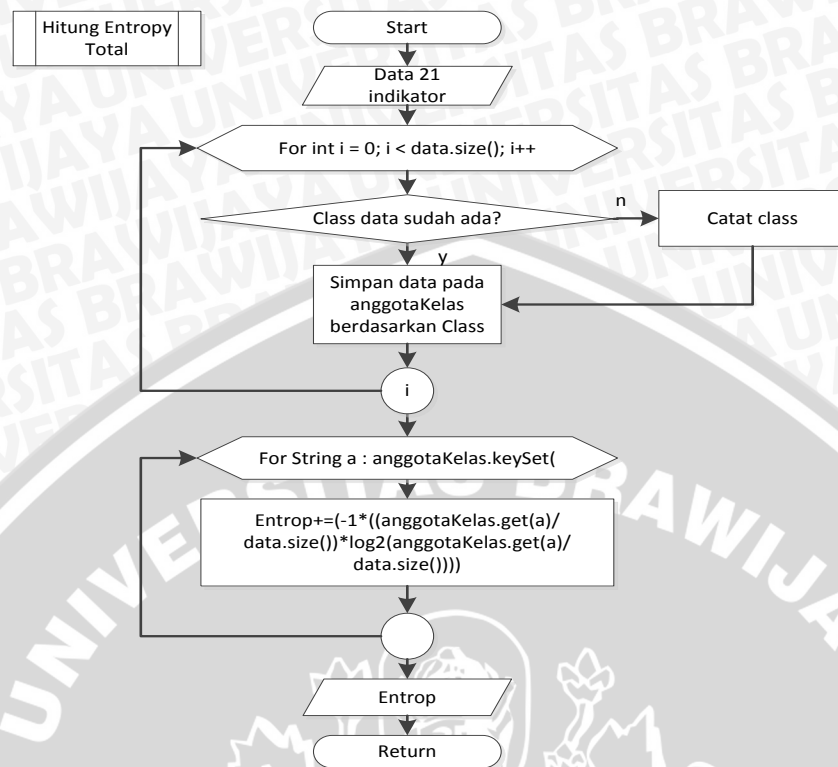 Hitung Entropy
Total
Start
Data 21
indikator
For int i = 0; i < data.size(); i++
Class data sudah ada?
n
Catat class
y
Simpan data pada
anggotaKelas
berdasarkan Class
i
For String a : anggotaKelas.keySet(
Entrop+=(-1*((anggotaKelas.get(a)/
data.size())*log2(anggotaKelas.get(a)/
data.size())))
Entrop
Return
UNIVERSITAS BRAWIJAYA